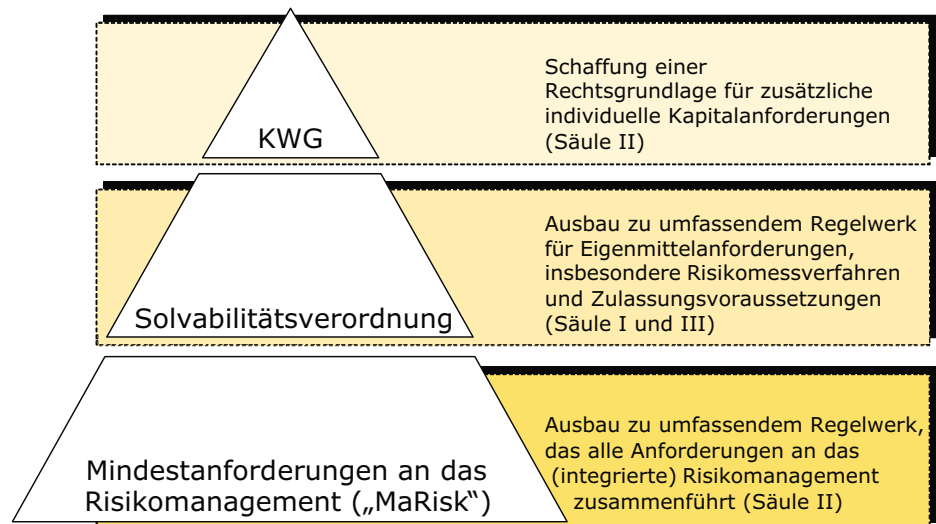 KWG
Schaffung einer
Rechtsgrundlage für zusätzliche
individuelle Kapitalanforderungen
(Säule II)
Solvabilitätsverordnung
Ausbau zu umfassendem Regelwerk
für Eigenmittelanforderungen,
insbesondere Risikomessverfahren
und Zulassungsvoraussetzungen
(Säule I und III)
Mindestanforderungen an das
Risikomanagement („MaRisk“)
Ausbau zu umfassendem Regelwerk,
das alle Anforderungen an das
(integrierte) Risikomanagement
zusammenführt (Säule II)